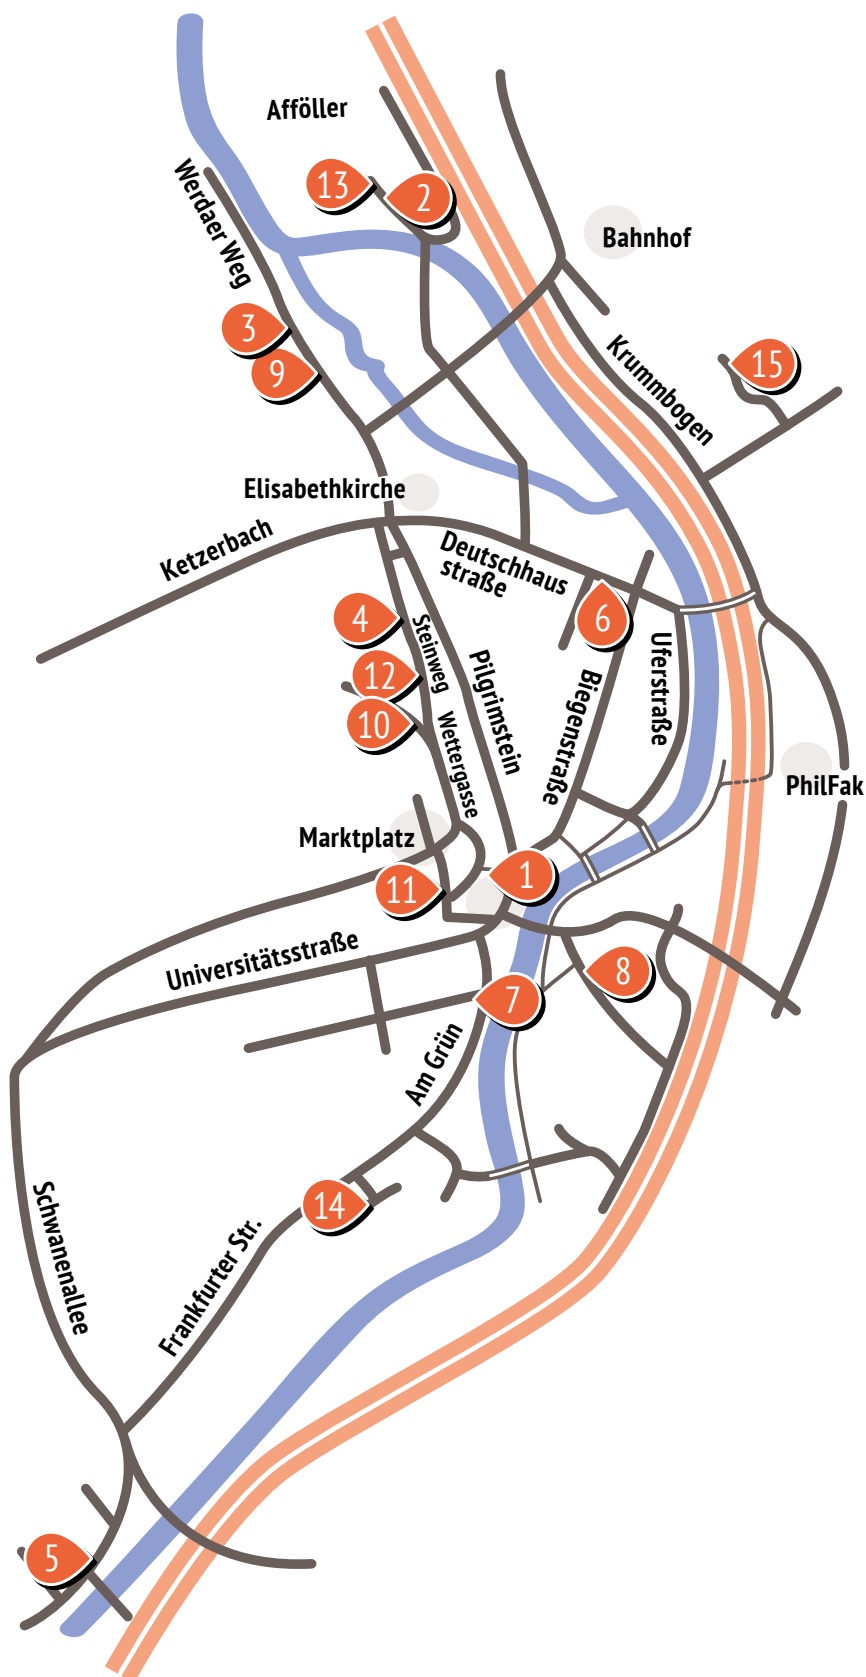 Afföller
13
2
Werdaer Weg
Bahnhof
3
9
Krummbogen
15
Elisabethkirche
Ketzerbach
Deutschhaus
straße
4
6
Steinweg
12
Pilgrimstein
Uferstraße
10
Wettergasse
Biegenstraße
PhilFak
Marktplatz
11
1
Universitätsstraße
8
7
Am Grün
14
Schwanenallee
Frankfurter Str.
5